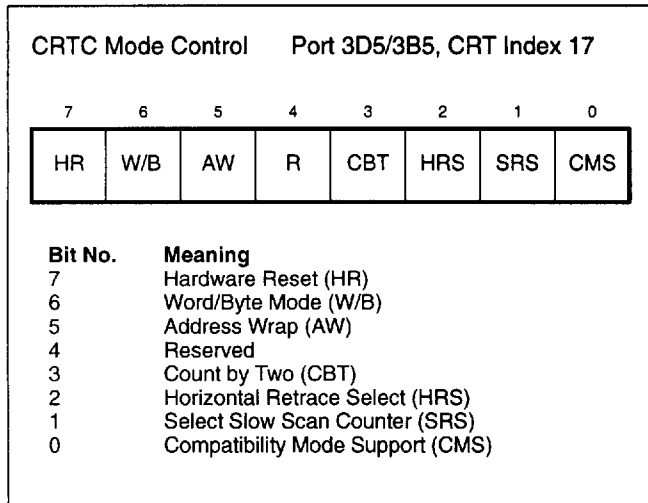 CRTC Mode Control Port 3D5/3B5, CRT Index 17
7 6 5 4 3 2 1 0
HR W/B AW R CBT HRS SRS CMS
Bit No. Meaning
7 Hardware Reset (HR)
6 Word/Byte Mode (W/B)
5 Address Wrap (AW)
4 Reserved
3 Count by Two (CBT)
2 Horizontal Retrace Select (HRS)
1 Select Slow Scan Counter (SRS)
0 Compatibility Mode Support (CMS)